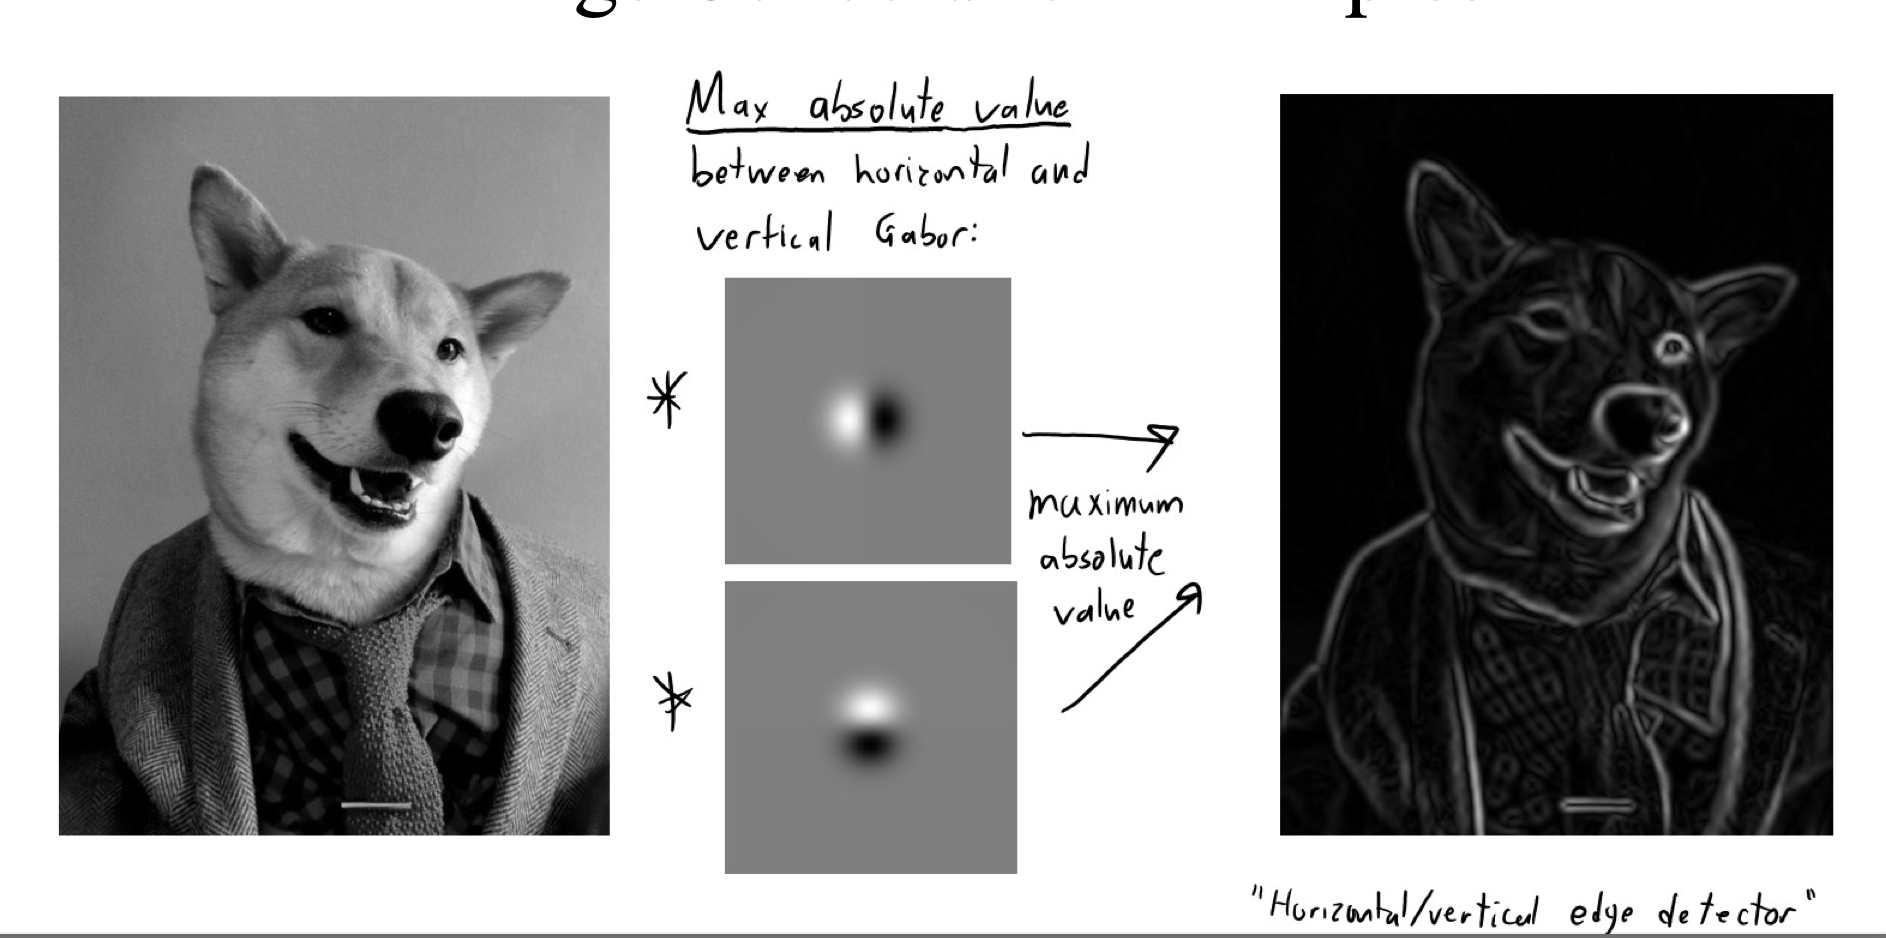 Max absolute value
between horizontal and
vertical Gabor:
*
maximum
absolute
value
*
"Horizontal/vertical edge detector"